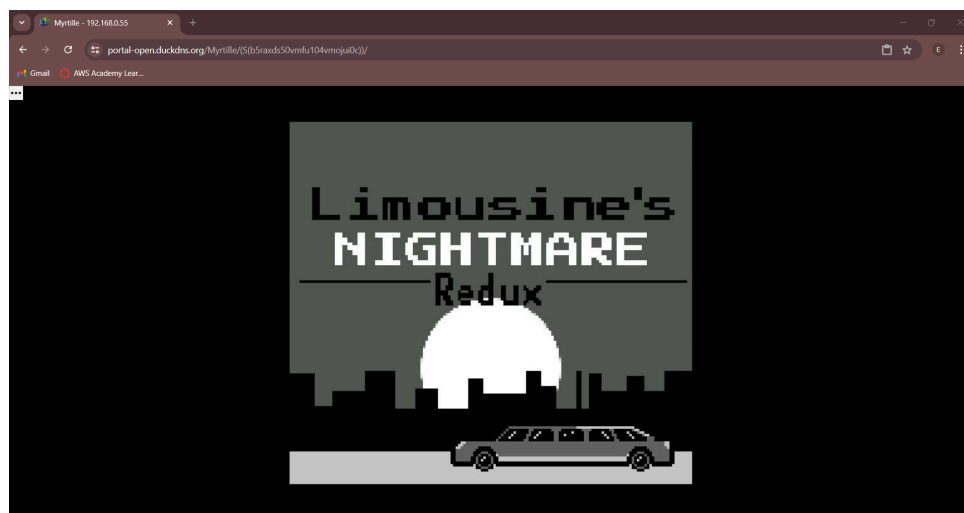 Myrtille - 192.168.0.55
portal-open.duckdns.org/Myrtille/(S(b5raxds50vmfu104vmojui0c))/
E
Gmail
AWS Academy Lear...
Limousine's
NIGHTMARE
Redux